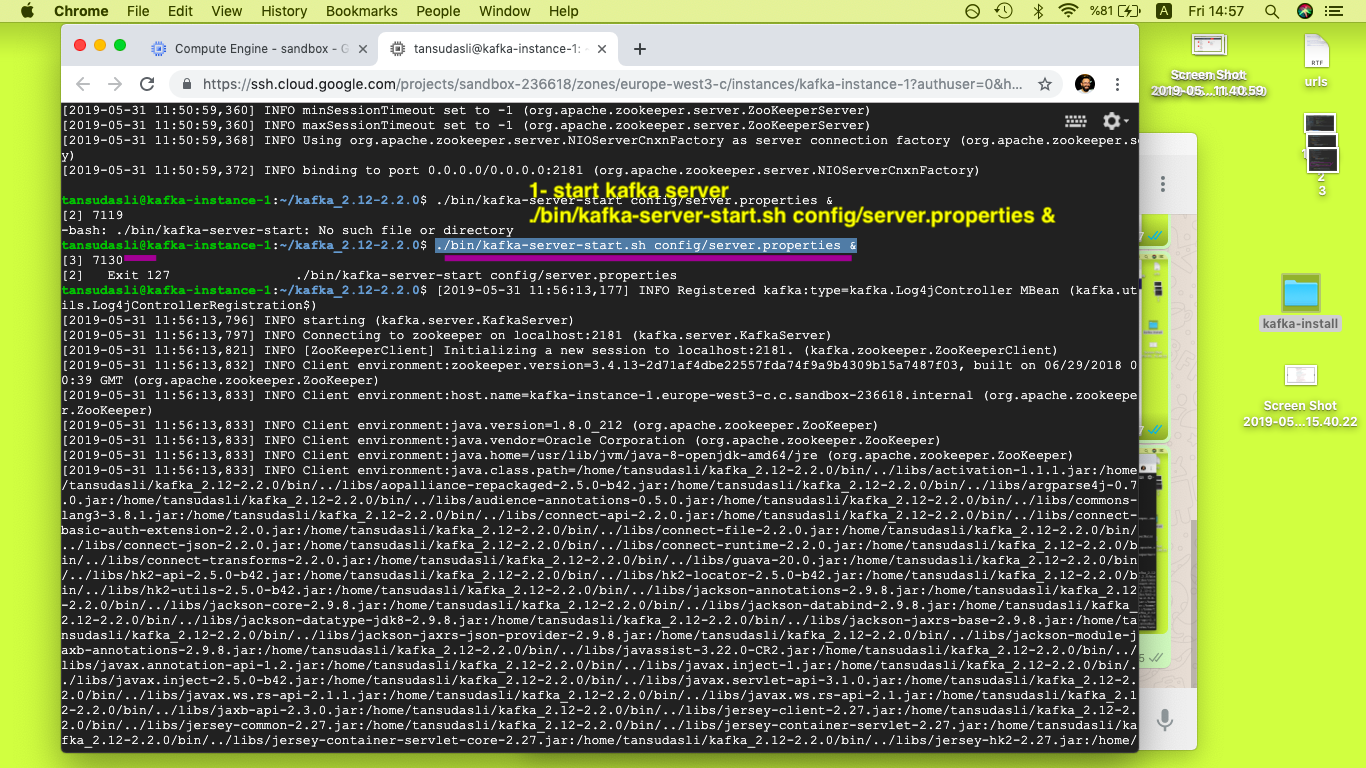 Chrome File Edit View History Bookmarks People Window Help %81 A Fri 14:57
Compute Engine - sandbox - G
tansudasli@kafka-instance-1:
https://ssh.cloud.google.com/projects/sandbox-236618/zones/europe-west3-c/instances/kafka-instance-1?authuser=0&h...
[2019-05-31 11:50:59,360] INFO minSessionTimeout set to -1 (org.apache.zookeeper.server.ZooKeeperServer)
[2019-05-31 11:50:59,360] INFO maxSessionTimeout set to -1 (org.apache.zookeeper.server.ZooKeeperServer)
[2019-05-31 11:50:59,368] INFO Using org.apache.zookeeper.server.NIOServerCnxnFactory as server connection factory (org.apache.zookeeper.se
y)
[2019-05-31 11:50:59,372] INFO binding to port 0.0.0.0/0.0.0.0:2181 (org.apache.zookeeper.server.NIOServerCnxnFactory)
1- start kafka server
tansudasli@kafka-instance-1:~/kafka_2.12-2.2.0$ ./bin/kafka-server-start config/server.properties &
[2] 7119
./bin/kafka-server-start.sh config/server.properties &
-bash: ./bin/kafka-server-start: No such file or directory
tansudasli@kafka-instance-1:~/kafka_2.12-2.2.0$ ./bin/kafka-server-start.sh config/server.properties &
[3] 7130
[2]   Exit 127                ./bin/kafka-server-start config/server.properties
tansudasli@kafka-instance-1:~/kafka_2.12-2.2.0$ [2019-05-31 11:56:13,177] INFO Registered kafka:type=kafka.Log4jController MBean (kafka.ut
ils.Log4jControllerRegistration$)
[2019-05-31 11:56:13,796] INFO starting (kafka.server.KafkaServer)
[2019-05-31 11:56:13,797] INFO Connecting to zookeeper on localhost:2181 (kafka.server.KafkaServer)
[2019-05-31 11:56:13,821] INFO [ZooKeeperClient] Initializing a new session to localhost:2181. (kafka.zookeeper.ZooKeeperClient)
[2019-05-31 11:56:13,832] INFO Client environment:zookeeper.version=3.4.13-2d71af4dbe22557fda74f9a9b4309b15a7487f03, built on 06/29/2018 0
0:39 GMT (org.apache.zookeeper.ZooKeeper)
[2019-05-31 11:56:13,833] INFO Client environment:host.name=kafka-instance-1.europe-west3-c.c.sandbox-236618.internal (org.apache.zookeepe
r.ZooKeeper)
[2019-05-31 11:56:13,833] INFO Client environment:java.version=1.8.0_212 (org.apache.zookeeper.ZooKeeper)
[2019-05-31 11:56:13,833] INFO Client environment:java.vendor=Oracle Corporation (org.apache.zookeeper.ZooKeeper)
[2019-05-31 11:56:13,833] INFO Client environment:java.home=/usr/lib/jvm/java-8-openjdk-amd64/jre (org.apache.zookeeper.ZooKeeper)
[2019-05-31 11:56:13,833] INFO Client environment:java.class.path=/home/tansudasli/kafka_2.12-2.2.0/bin/../libs/activation-1.1.1.jar:/home
/tansudasli/kafka_2.12-2.2.0/bin/../libs/aopalliance-repackaged-2.5.0-b42.jar:/home/tansudasli/kafka_2.12-2.2.0/bin/../libs/argparse4j-0.7
.0.jar:/home/tansudasli/kafka_2.12-2.2.0/bin/../libs/audience-annotations-0.5.0.jar:/home/tansudasli/kafka_2.12-2.2.0/bin/../libs/commons-
lang3-3.8.1.jar:/home/tansudasli/kafka_2.12-2.2.0/bin/../libs/connect-api-2.2.0.jar:/home/tansudasli/kafka_2.12-2.2.0/bin/../libs/connect-
basic-auth-extension-2.2.0.jar:/home/tansudasli/kafka_2.12-2.2.0/bin/../libs/connect-file-2.2.0.jar:/home/tansudasli/kafka_2.12-2.2.0/bin/
../libs/connect-json-2.2.0.jar:/home/tansudasli/kafka_2.12-2.2.0/bin/../libs/connect-runtime-2.2.0.jar:/home/tansudasli/kafka_2.12-2.2.0/b
in/../libs/connect-transforms-2.2.0.jar:/home/tansudasli/kafka_2.12-2.2.0/bin/../libs/guava-20.0.jar:/home/tansudasli/kafka_2.12-2.2.0/bin
/../libs/hk2-api-2.5.0-b42.jar:/home/tansudasli/kafka_2.12-2.2.0/bin/../libs/hk2-locator-2.5.0-b42.jar:/home/tansudasli/kafka_2.12-2.2.0/b
in/../libs/hk2-utils-2.5.0-b42.jar:/home/tansudasli/kafka_2.12-2.2.0/bin/../libs/jackson-annotations-2.9.8.jar:/home/tansudasli/kafka_2.12
-2.2.0/bin/../libs/jackson-core-2.9.8.jar:/home/tansudasli/kafka_2.12-2.2.0/bin/../libs/jackson-databind-2.9.8.jar:/home/tansudasli/kafka_
2.12-2.2.0/bin/../libs/jackson-datatype-jdk8-2.9.8.jar:/home/tansudasli/kafka_2.12-2.2.0/bin/../libs/jackson-jaxrs-base-2.9.8.jar:/home/ta
nsudasli/kafka_2.12-2.2.0/bin/../libs/jackson-jaxrs-json-provider-2.9.8.jar:/home/tansudasli/kafka_2.12-2.2.0/bin/../libs/jackson-module-j
axb-annotations-2.9.8.jar:/home/tansudasli/kafka_2.12-2.2.0/bin/../libs/javassist-3.22.0-CR2.jar:/home/tansudasli/kafka_2.12-2.2.0/bin/../
libs/javax.annotation-api-1.2.jar:/home/tansudasli/kafka_2.12-2.2.0/bin/../libs/javax.inject-1.jar:/home/tansudasli/kafka_2.12-2.2.0/bin/.
./libs/javax.inject-2.5.0-b42.jar:/home/tansudasli/kafka_2.12-2.2.0/bin/../libs/javax.servlet-api-3.1.0.jar:/home/tansudasli/kafka_2.12-2.
2.0/bin/../libs/javax.ws.rs-api-2.1.1.jar:/home/tansudasli/kafka_2.12-2.2.0/bin/../libs/javax.ws.rs-api-2.1.jar:/home/tansudasli/kafka_2.1
2-2.2.0/bin/../libs/jaxb-api-2.3.0.jar:/home/tansudasli/kafka_2.12-2.2.0/bin/../libs/jersey-client-2.27.jar:/home/tansudasli/kafka_2.12-2.
2.0/bin/../libs/jersey-common-2.27.jar:/home/tansudasli/kafka_2.12-2.2.0/bin/../libs/jersey-container-servlet-2.27.jar:/home/tansudasli/ka
fka_2.12-2.2.0/bin/../libs/jersey-container-servlet-core-2.27.jar:/home/tansudasli/kafka_2.12-2.2.0/bin/../libs/jersey-hk2-2.27.jar:/home/
Screen Shot
2019-05...11.40.59
RTF
urls
2
3
kafka-install
Screen Shot
2019-05...15.40.22